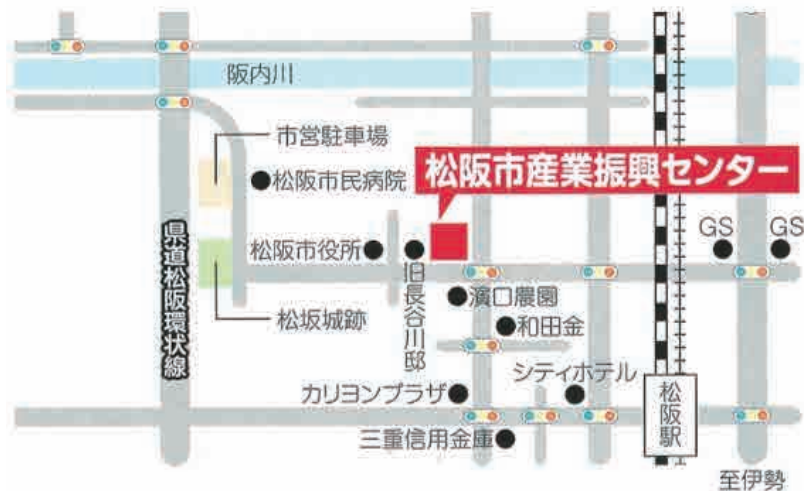 阪内川
市営駐車場
松阪市民病院
松阪市産業振興センター
GS
GS
県道松阪環状線
松阪市役所
旧長谷川邸
濱口農園
松坂城跡
和田金
カリヨンプラザ
シティホテル
松阪駅
三重信用金庫
至伊勢